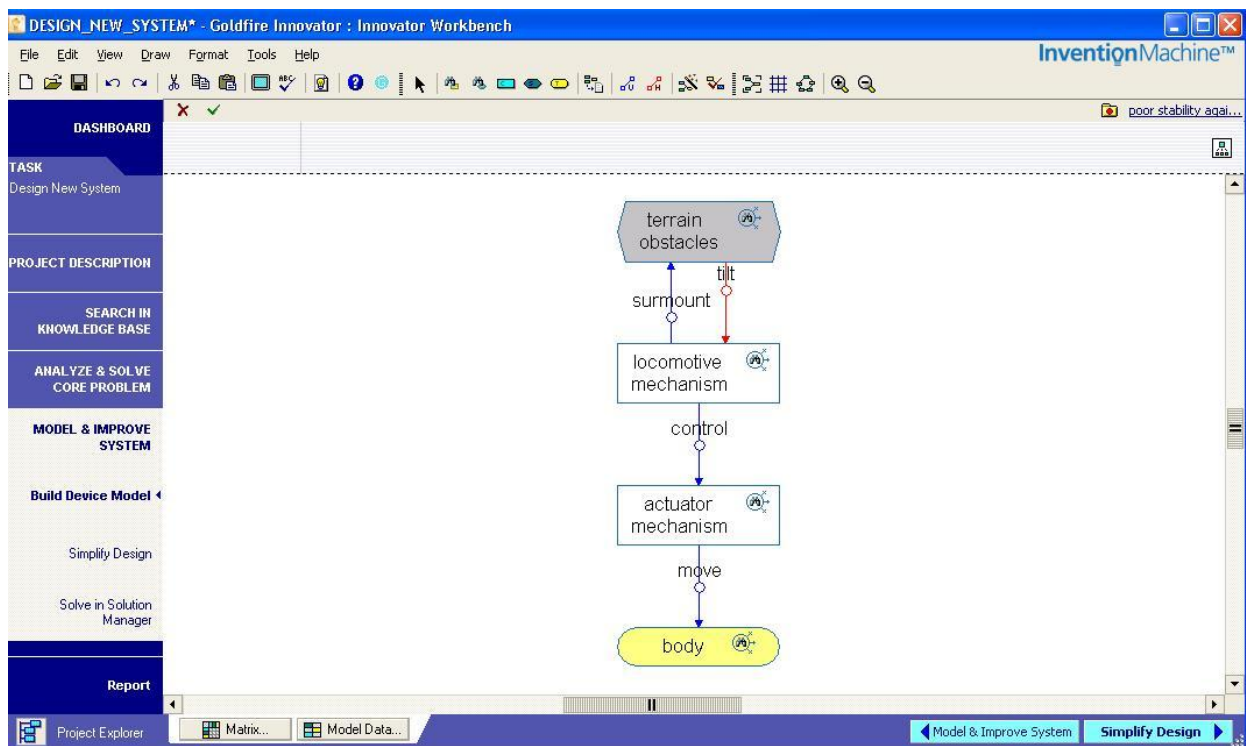 DESIGN_NEW_SYSTEM* - Goldfire Innovator : Innovator Workbench
File Edit View Draw Format Tools Help
InventionMachine™
ABC
poor stability agai...
DASHBOARD
TASK
Design New System
PROJECT DESCRIPTION
SEARCH IN
KNOWLEDGE BASE
ANALYZE & SOLVE
CORE PROBLEM
MODEL & IMPROVE
SYSTEM
Build Device Model
Simplify Design
Solve in Solution
Manager
Report
terrain
obstacles
tilt
surmount
locomotive
mechanism
control
actuator
mechanism
move
body
Project Explorer
Matrix...
Model Data...
Model & Improve System
Simplify Design